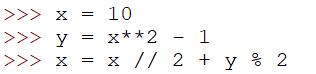 >>> x = 10
>>> y = x**2 - 1
>>> x = x // 2 + y % 2